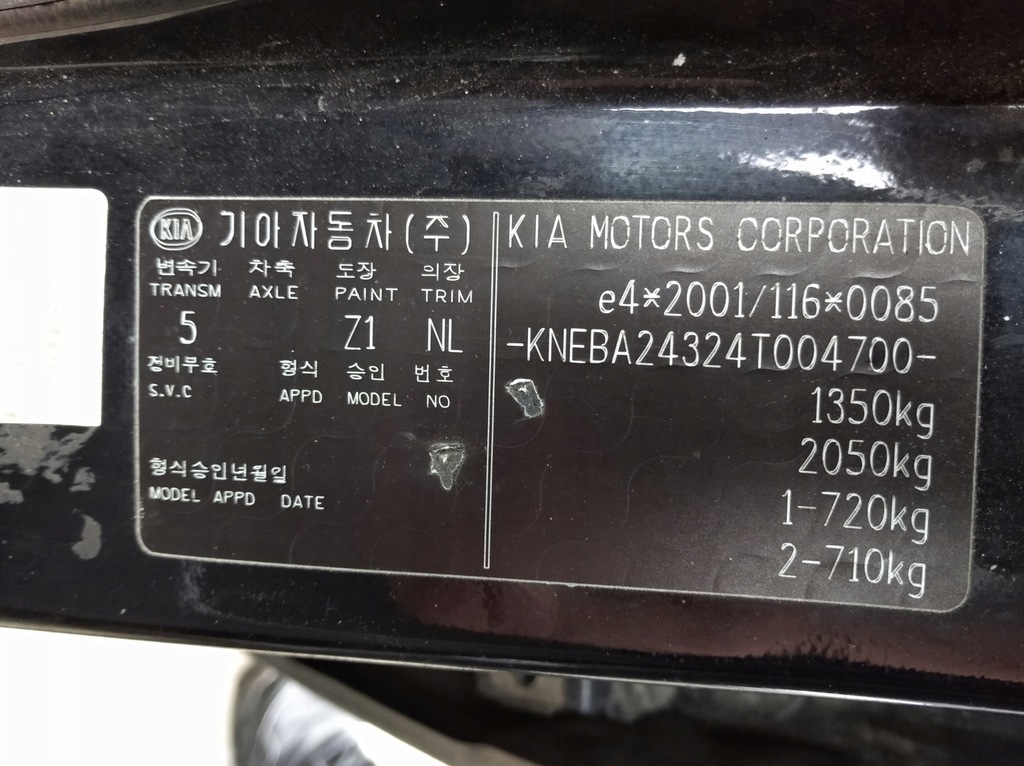 KIA 기아자동차(주)
변속기 차축 도장 의장
TRANSM AXLE PAINT TRIM
5 Z1 NL
정비부호 형식 승인 번호
S.V.C APPD MODEL NO
형식승인년월일
MODEL APPD DATE
KIA MOTORS CORPORATION
e4*2001/116*0085
-KNEBA24324T004700-
1350kg
2050kg
1-720kg
2-710kg